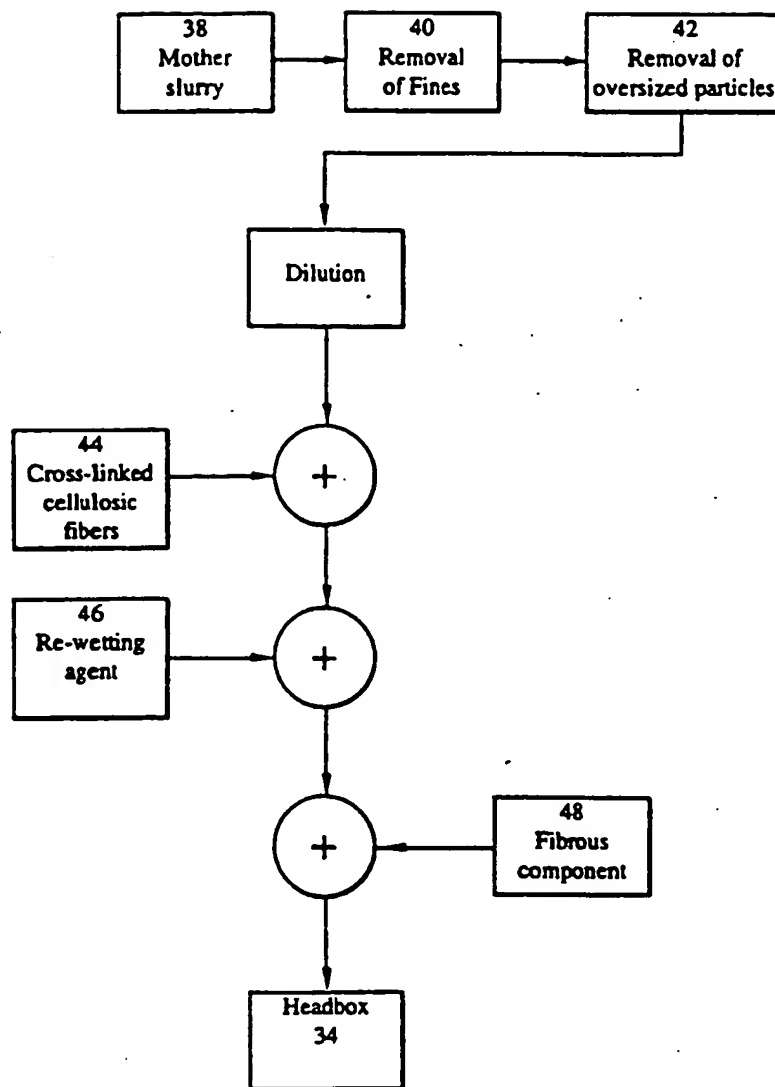 38
Mother
slurry
40
Removal
of Fines
42
Removal of
oversized particles
Dilution
+
44
Cross-linked
cellulosic
fibers
+
46
Re-wetting
agent
+
48
Fibrous
component
Headbox
34